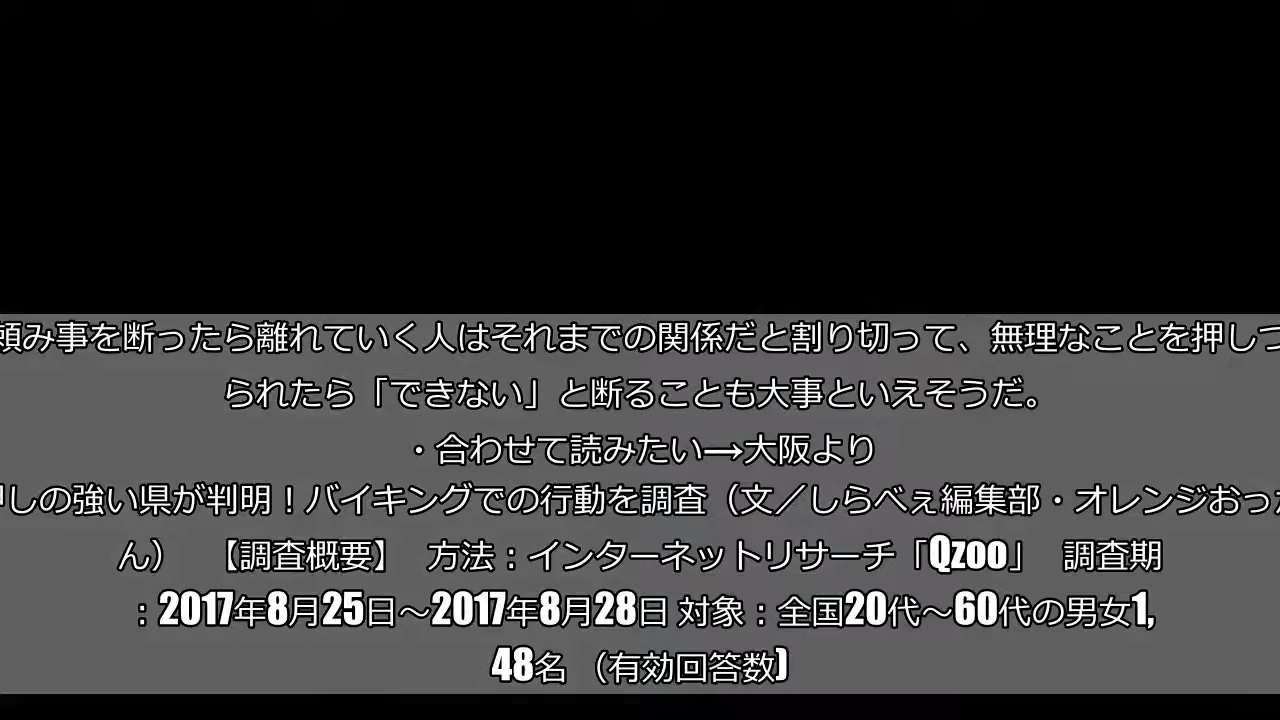 頼み事を断ったら離れていく人はそれまでの関係だと割り切って、無理なことを押しつ
られたら「できない」と断ることも大事といえそうだ。
・合わせて読みたい→大阪より
押しの強い県が判明！バイキングでの行動を調査（文／しらべぇ編集部・オレンジおっか
ん） 【調査概要】 方法：インターネットリサーチ「Qzoo」 調査期
：2017年8月25日～2017年8月28日 対象：全国20代～60代の男女1,
48名 （有効回答数)